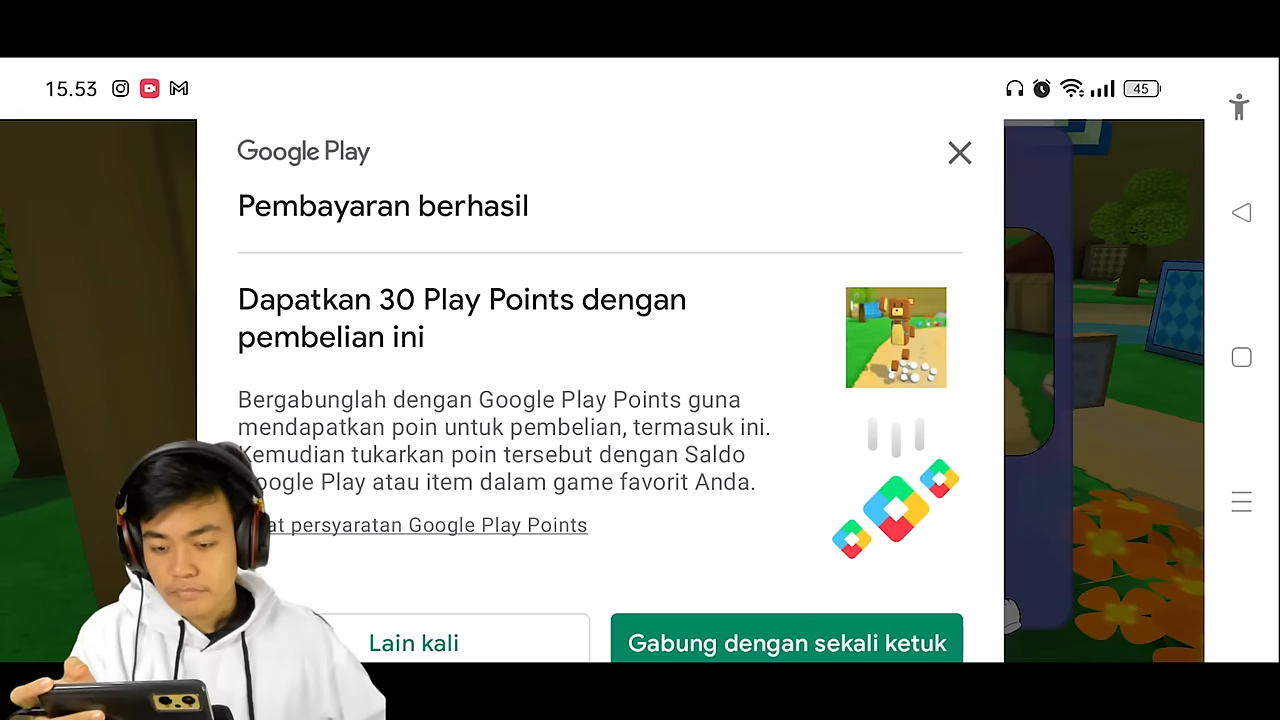 15.53
45
Google Play
Pembayaran berhasil
Dapatkan 30 Play Points dengan
pembelian ini
Bergabunglah dengan Google Play Points guna
mendapatkan poin untuk pembelian, termasuk ini.
Kemudian tukarkan poin tersebut dengan Saldo
Google Play atau item dalam game favorit Anda.
persyaratan Google Play Points
Lain kali
Gabung dengan sekali ketuk